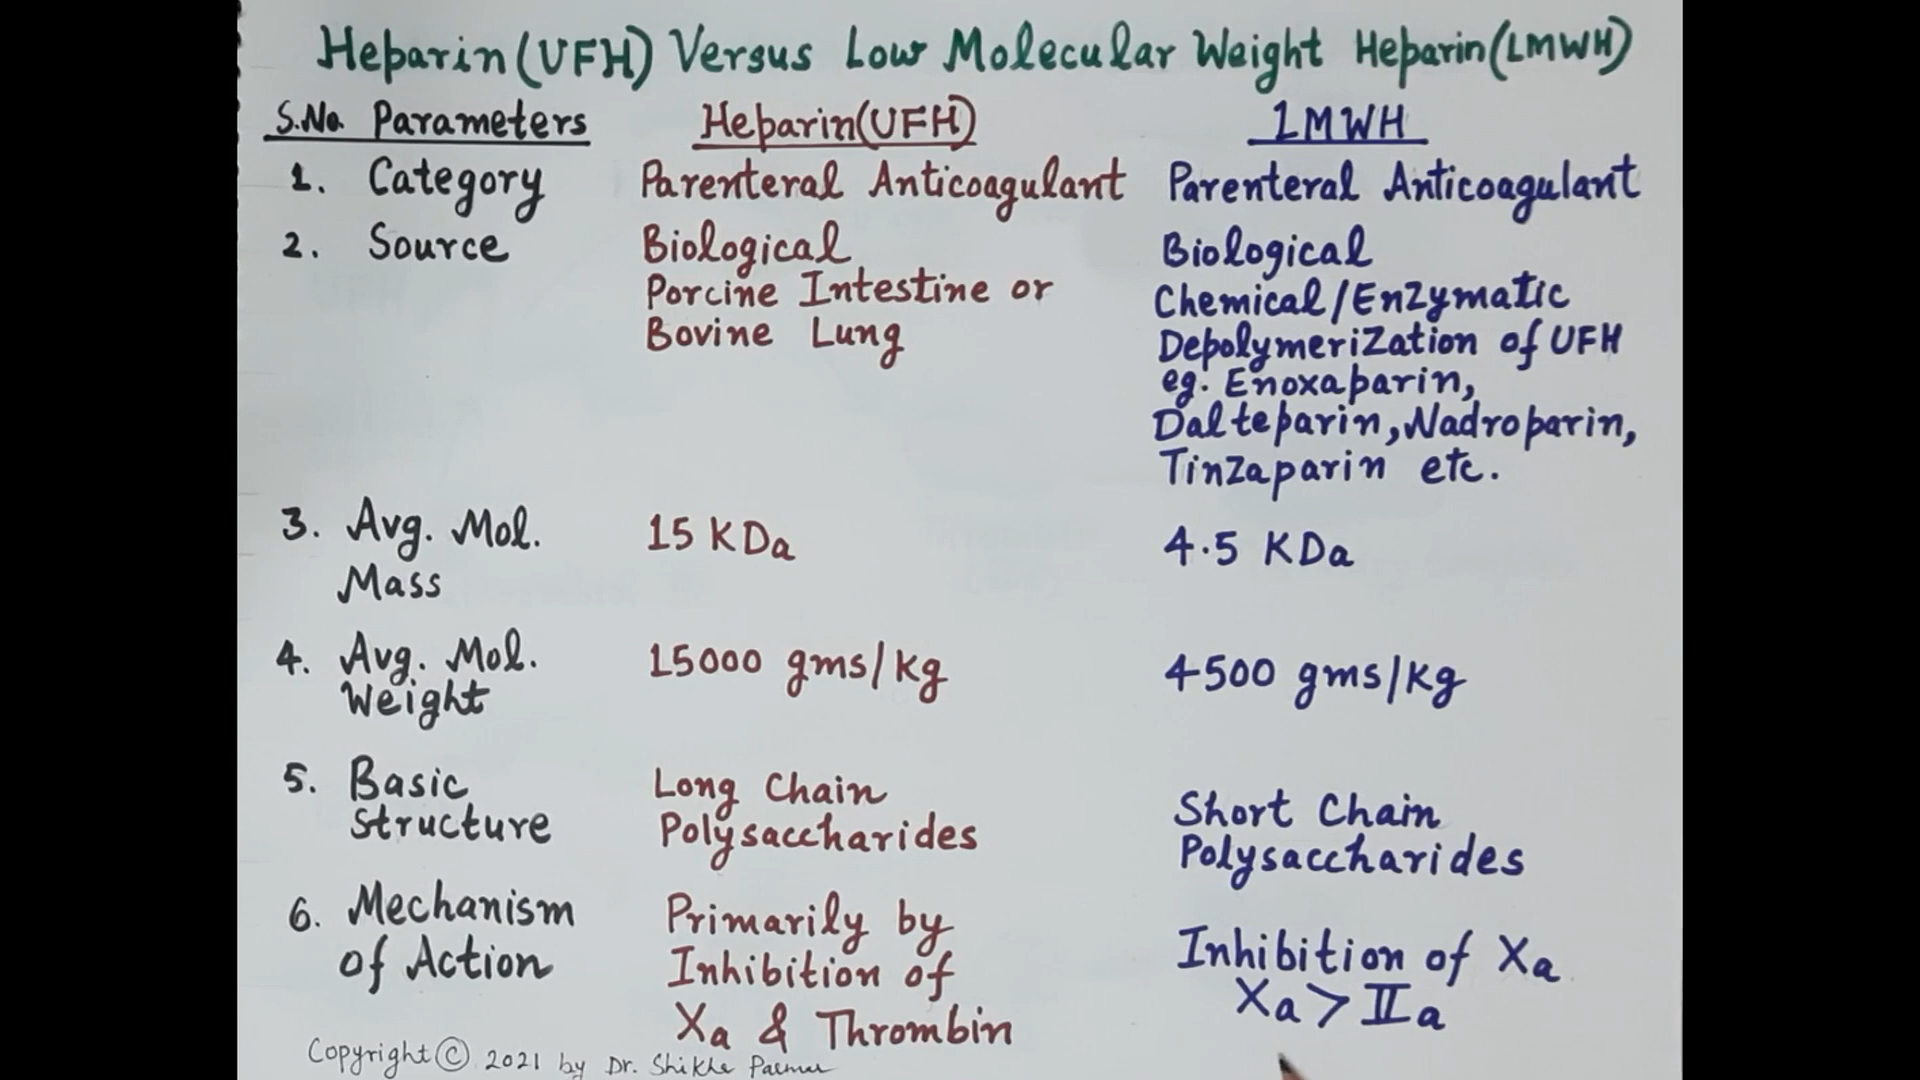 Heparin(UFH) Versus Low Molecular Weight Heparin(LMWH)
S.No. Parameters Heparin(UFH) LMWH
1. Category Parenteral Anticoagulant Parenteral Anticoagulant
2. Source Biological Biological
Porcine Intestine or Chemical/Enzymatic
Bovine Lung Depolymerization of UFH
eg. Enoxaparin,
Dalteparin, Nadroparin,
Tinzaparin etc.
3. Avg. Mol. 15 KDa 4.5 KDa
Mass
4. Avg. Mol. 15000 gms/kg 4500 gms/kg
Weight
5. Basic Long Chain Short Chain
Structure Polysaccharides Polysaccharides
6. Mechanism Primarily by Inhibition of Xa
of Action Inhibition of Xa > IIa
Xa & Thrombin
Copyright © 2021 by Dr. Shikha Parmar